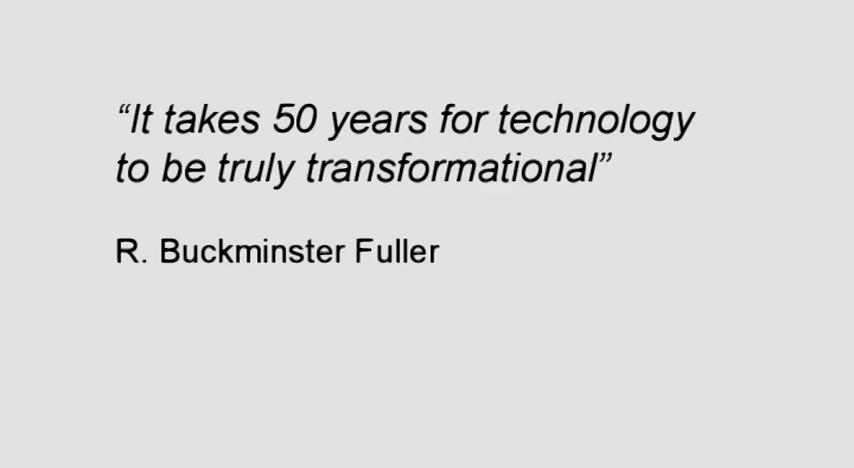 “It takes 50 years for technology
to be truly transformational”
R. Buckminster Fuller